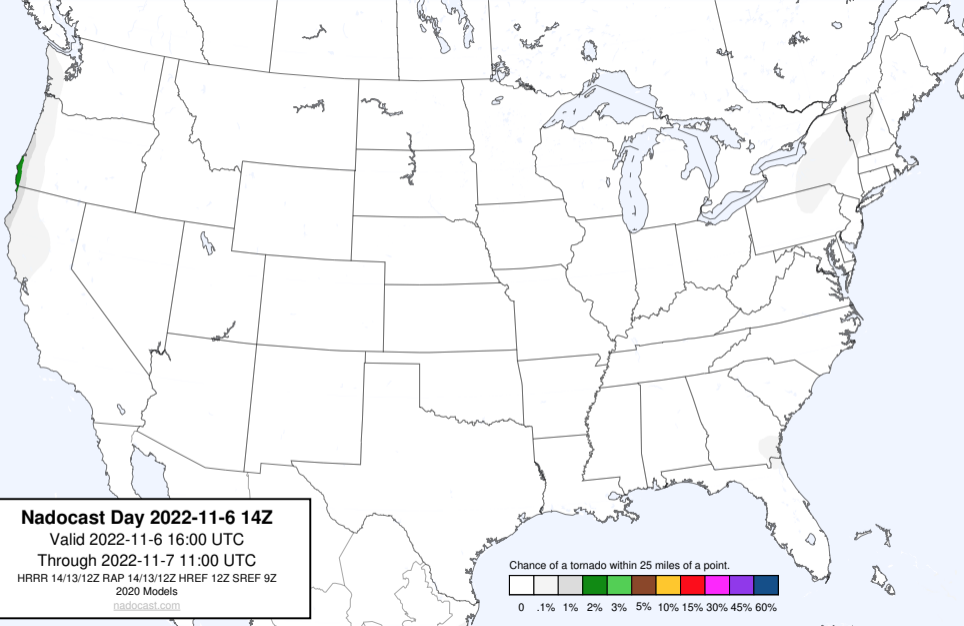 Nadocast Day 2022-11-6 14Z
Valid 2022-11-6 16:00 UTC
Through 2022-11-7 11:00 UTC
HRRR 14/13/12Z RAP 14/13/12Z HREF 12Z SREF 9Z
2020 Models
nadocast.com
Chance of a tornado within 25 miles of a point.
0 .1% 1% 2% 3% 5% 10% 15% 30% 45% 60%